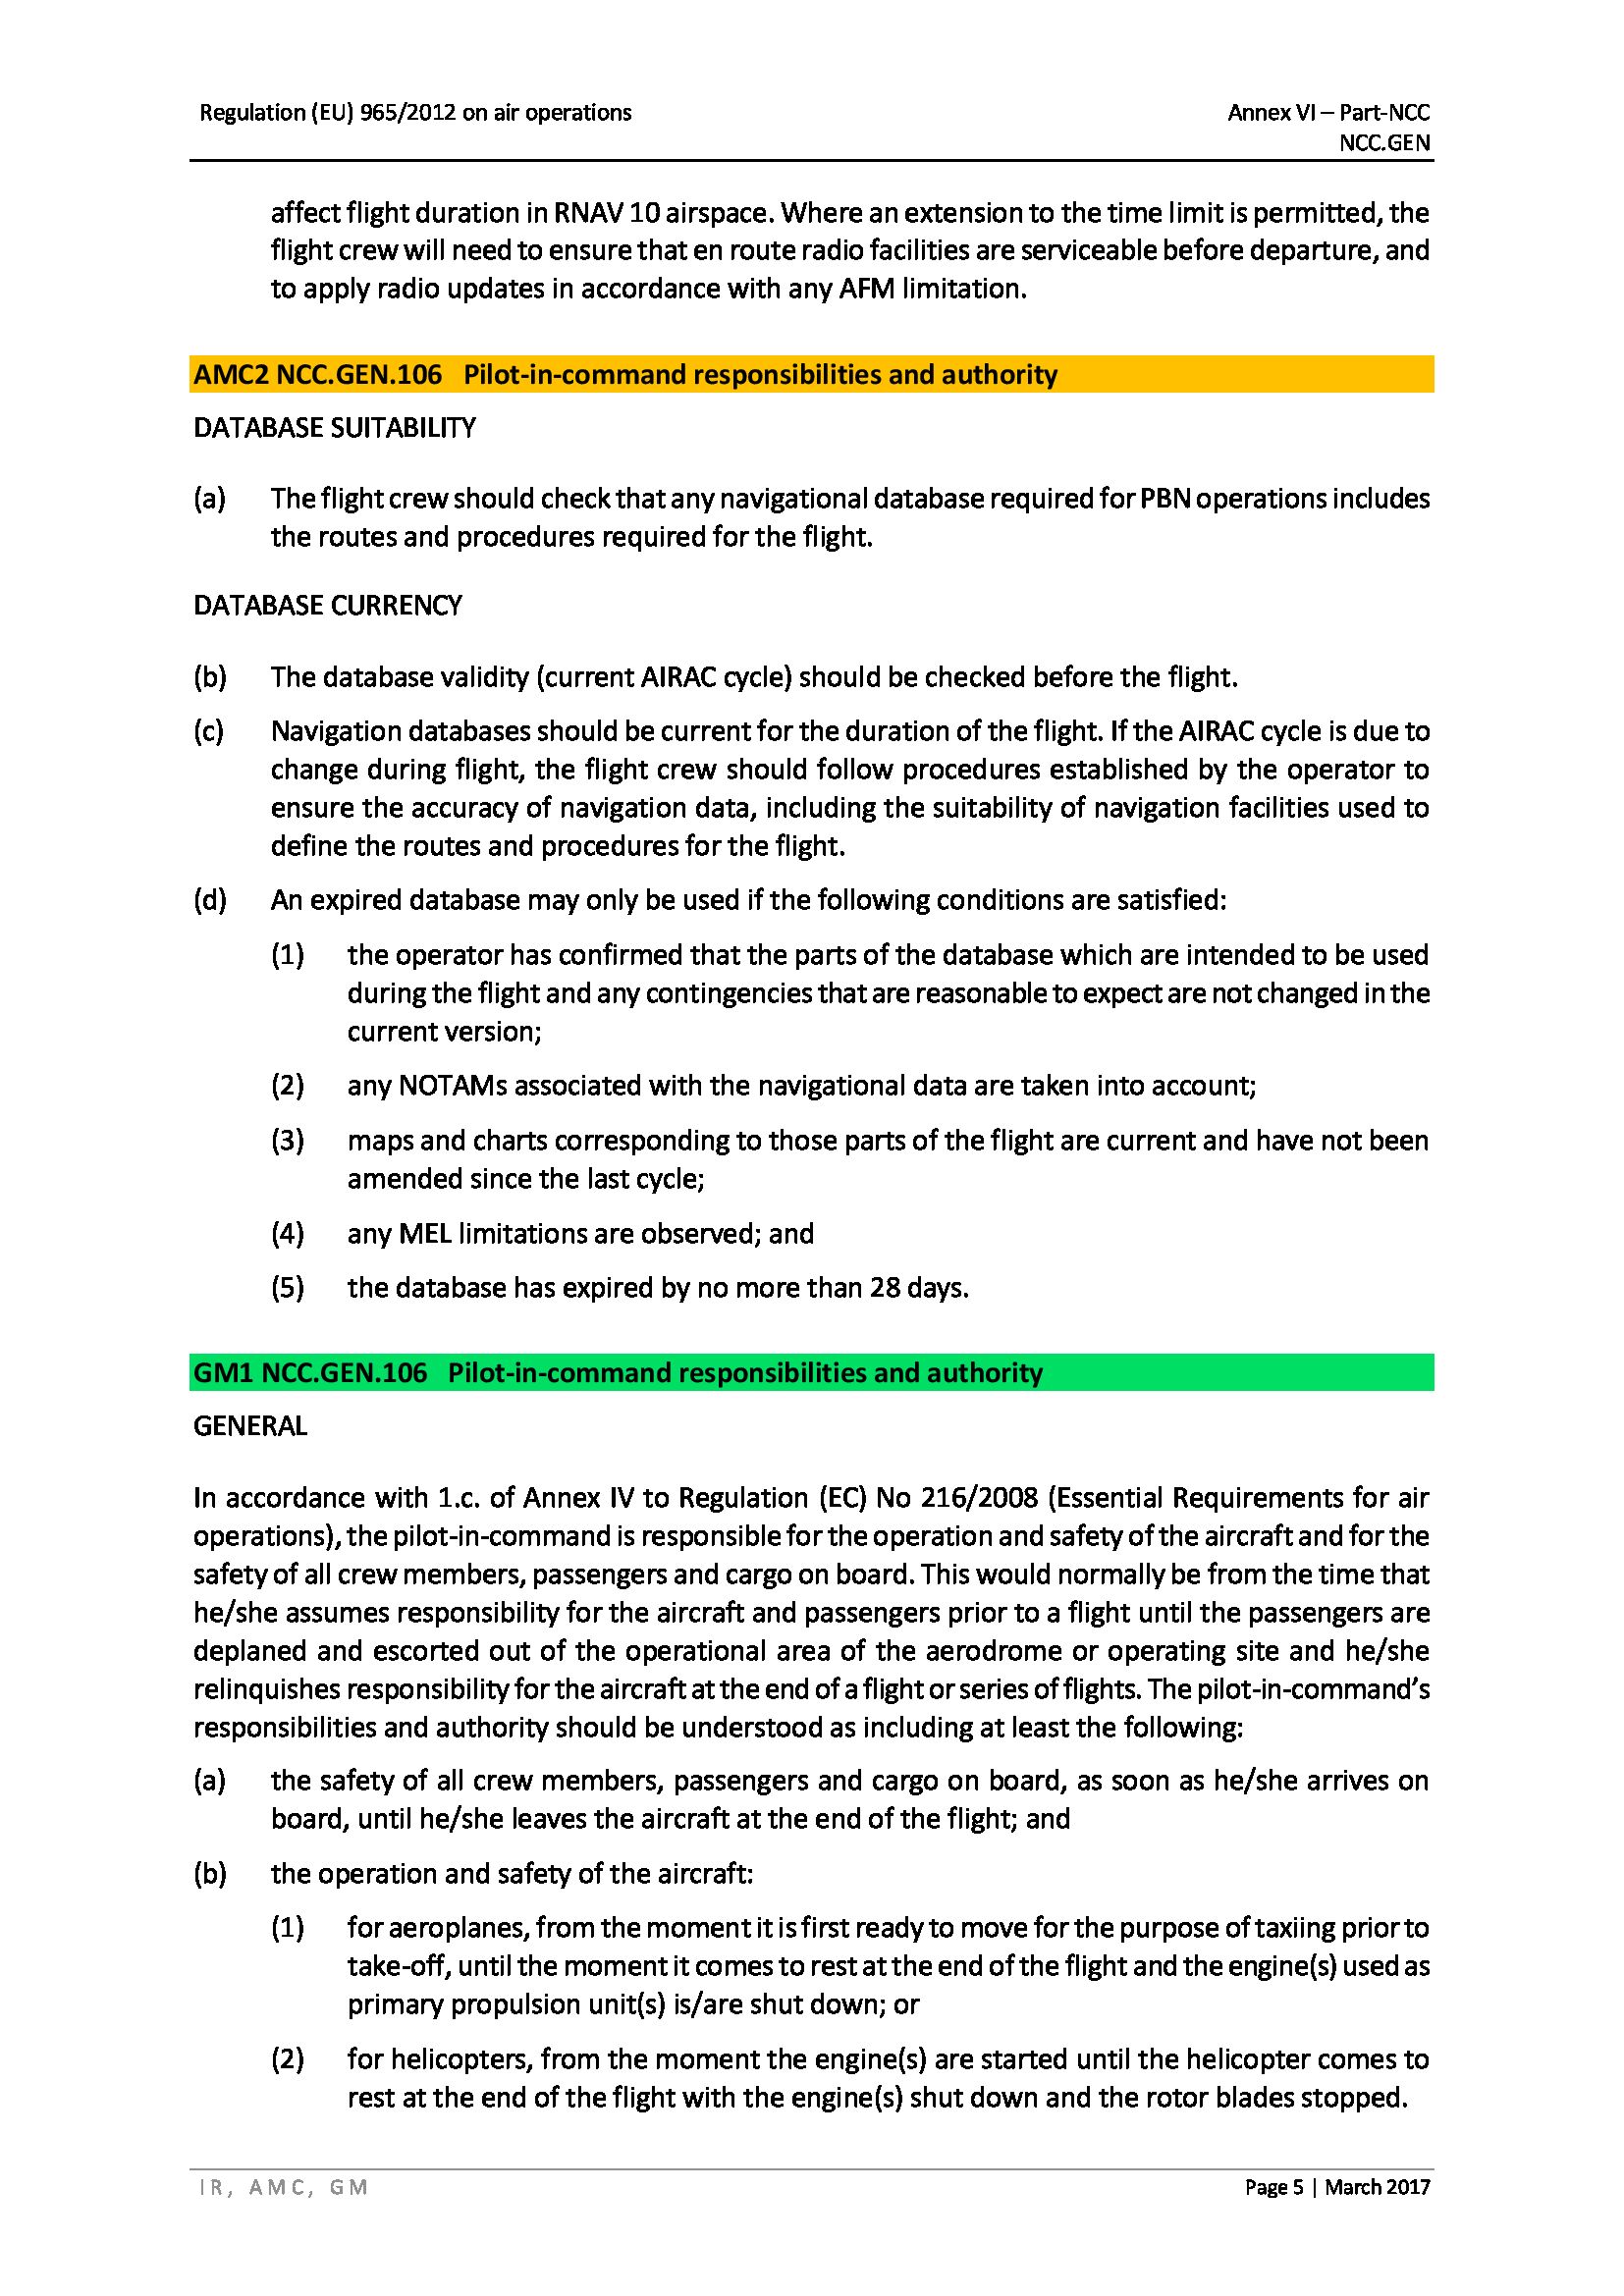 Regulation (EU) 965/2012 on air operations
Annex VI – Part-NCC
NCC.GEN
affect flight duration in RNAV 10 airspace. Where an extension to the time limit is permitted, the
flight crew will need to ensure that en route radio facilities are serviceable before departure, and
to apply radio updates in accordance with any AFM limitation.
AMC2 NCC.GEN.106 Pilot-in-command responsibilities and authority
DATABASE SUITABILITY
(a) The flight crew should check that any navigational database required for PBN operations includes
the routes and procedures required for the flight.
DATABASE CURRENCY
(b) The database validity (current AIRAC cycle) should be checked before the flight.
(c) Navigation databases should be current for the duration of the flight. If the AIRAC cycle is due to
change during flight, the flight crew should follow procedures established by the operator to
ensure the accuracy of navigation data, including the suitability of navigation facilities used to
define the routes and procedures for the flight.
(d) An expired database may only be used if the following conditions are satisfied:
(1) the operator has confirmed that the parts of the database which are intended to be used
during the flight and any contingencies that are reasonable to expect are not changed in the
current version;
(2) any NOTAMs associated with the navigational data are taken into account;
(3) maps and charts corresponding to those parts of the flight are current and have not been
amended since the last cycle;
(4) any MEL limitations are observed; and
(5) the database has expired by no more than 28 days.
GM1 NCC.GEN.106 Pilot-in-command responsibilities and authority
GENERAL
In accordance with 1.c. of Annex IV to Regulation (EC) No 216/2008 (Essential Requirements for air
operations), the pilot-in-command is responsible for the operation and safety of the aircraft and for the
safety of all crew members, passengers and cargo on board. This would normally be from the time that
he/she assumes responsibility for the aircraft and passengers prior to a flight until the passengers are
deplaned and escorted out of the operational area of the aerodrome or operating site and he/she
relinquishes responsibility for the aircraft at the end of a flight or series of flights. The pilot-in-command’s
responsibilities and authority should be understood as including at least the following:
(a) the safety of all crew members, passengers and cargo on board, as soon as he/she arrives on
board, until he/she leaves the aircraft at the end of the flight; and
(b) the operation and safety of the aircraft:
(1) for aeroplanes, from the moment it is first ready to move for the purpose of taxiing prior to
take-off, until the moment it comes to rest at the end of the flight and the engine(s) used as
primary propulsion unit(s) is/are shut down; or
(2) for helicopters, from the moment the engine(s) are started until the helicopter comes to
rest at the end of the flight with the engine(s) shut down and the rotor blades stopped.
IR, AMC, GM
Page 5 | March 2017